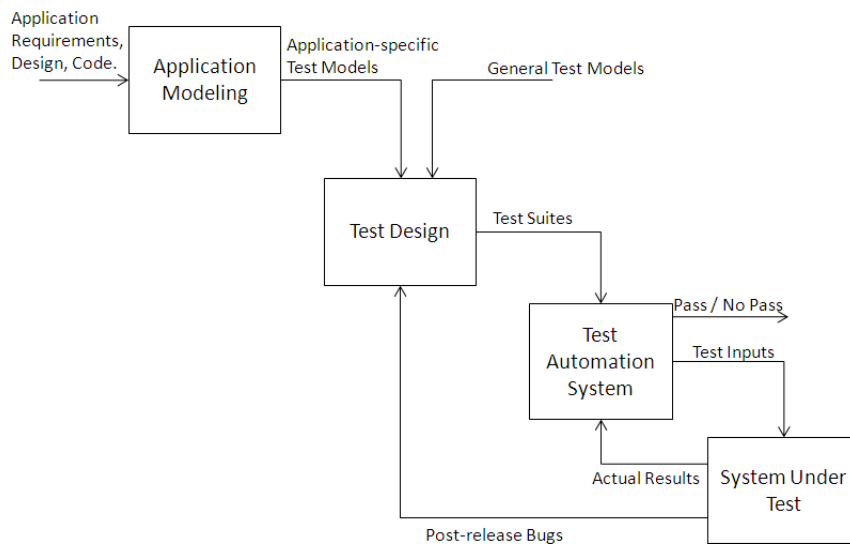 Application
Requirements,
Design, Code.
Application
Modeling
Application-specific
Test Models
General Test Models
Test Design
Test Suites
Pass / No Pass
Test
Automation
System
Test Inputs
Actual Results
System Under
Test
Post-release Bugs